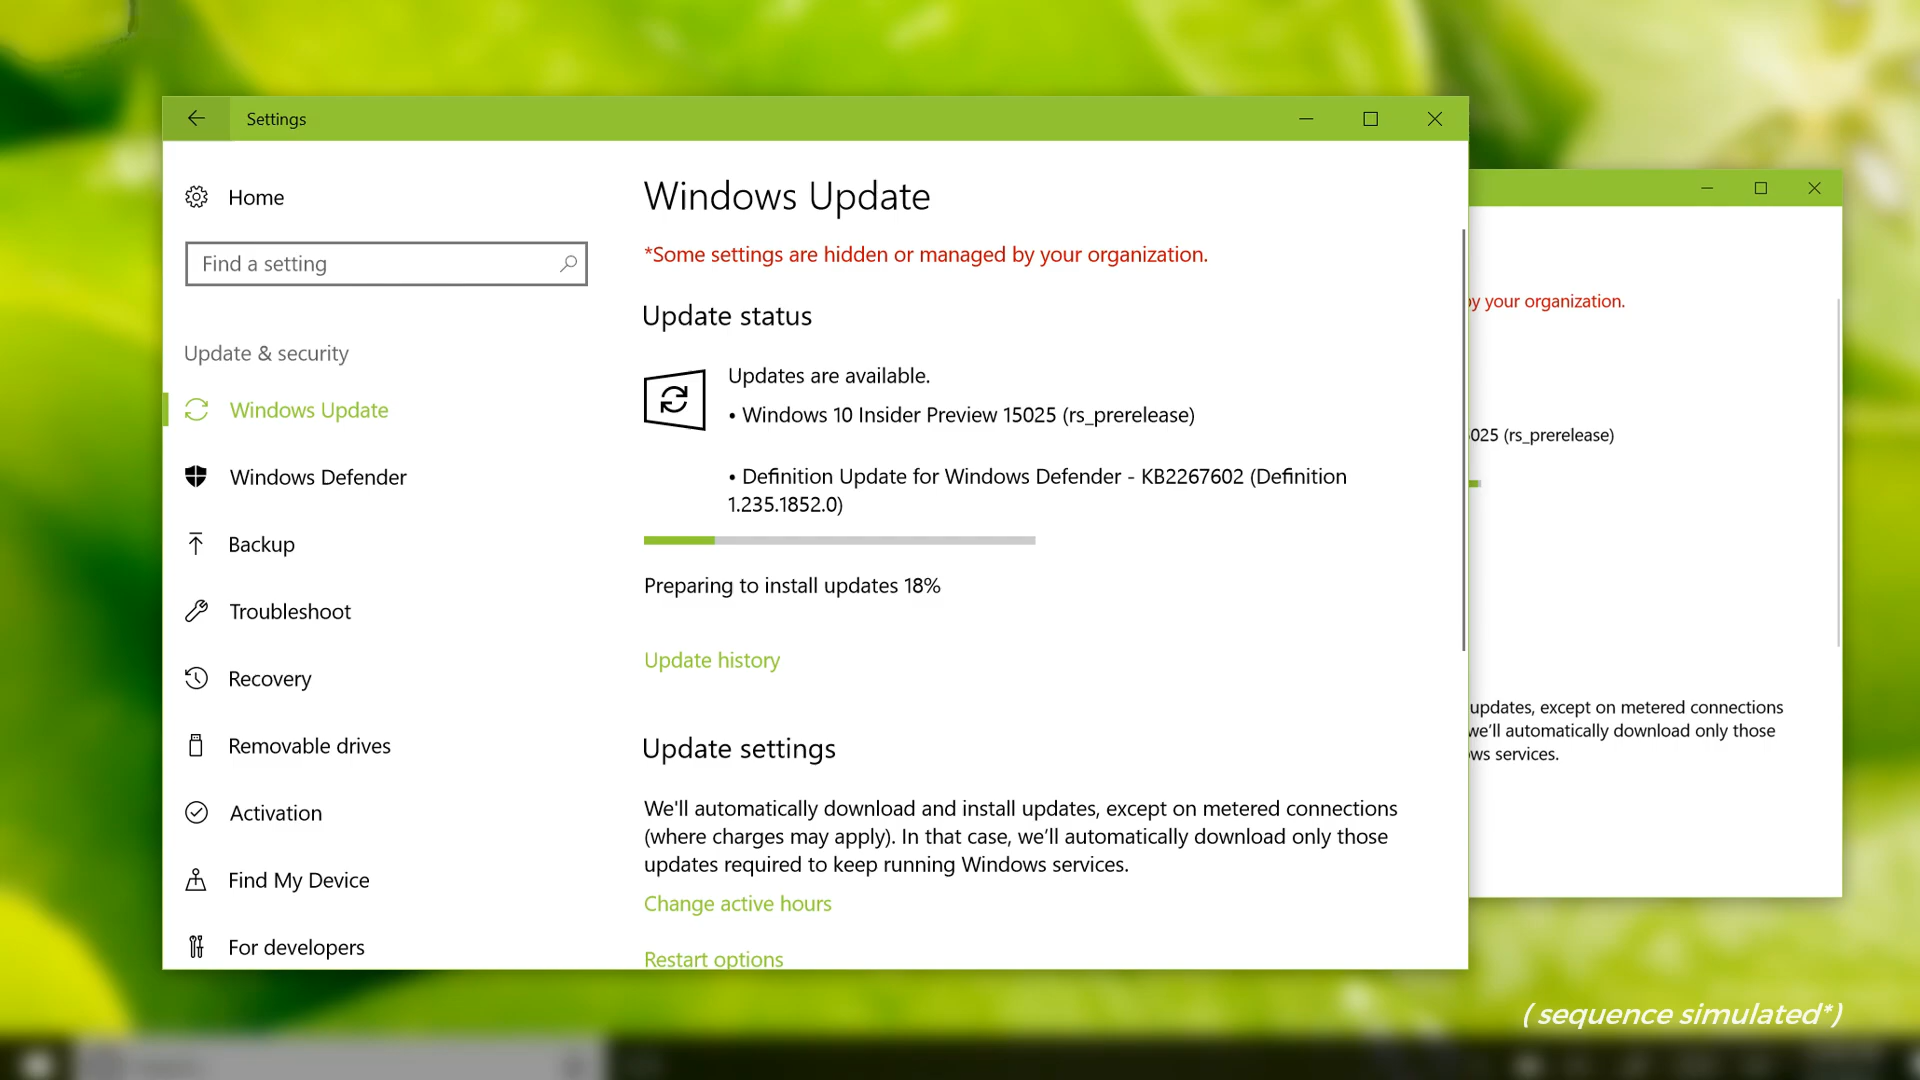 Settings
Home
Find a setting
Update & security
Windows Update
Windows Defender
Backup
Troubleshoot
Recovery
Removable drives
Activation
Find My Device
For developers
Windows Update
*Some settings are hidden or managed by your organization.
Update status
Updates are available.
• Windows 10 Insider Preview 15025 (rs_prerelease)
• Definition Update for Windows Defender - KB2267602 (Definition
1.235.1852.0)
Preparing to install updates 18%
Update history
Update settings
We'll automatically download and install updates, except on metered connections
(where charges may apply). In that case, we’ll automatically download only those
updates required to keep running Windows services.
Change active hours
Restart options
by your organization.
025 (rs_prerelease)
updates, except on metered connections
we’ll automatically download only those
ws services.
( sequence simulated*)